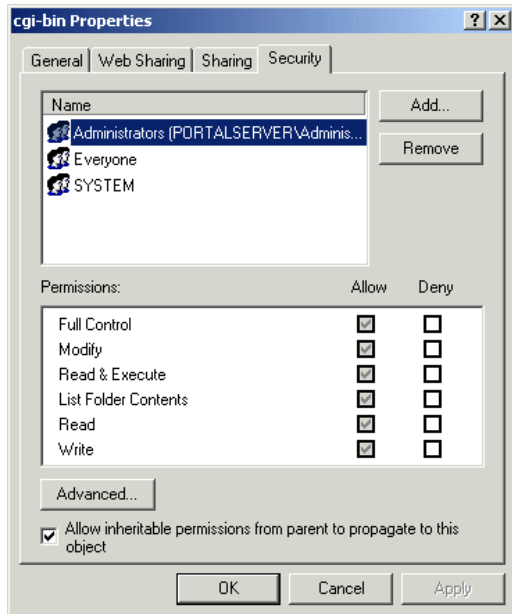 cgi-bin Properties
General Web Sharing Sharing Security
Name
Add...
Administrators (PORTALSERVER\Adminis...
Remove
Everyone
SYSTEM
Permissions: Allow Deny
Full Control
Modify
Read & Execute
List Folder Contents
Read
Write
Advanced...
Allow inheritable permissions from parent to propagate to this
object
OK Cancel Apply